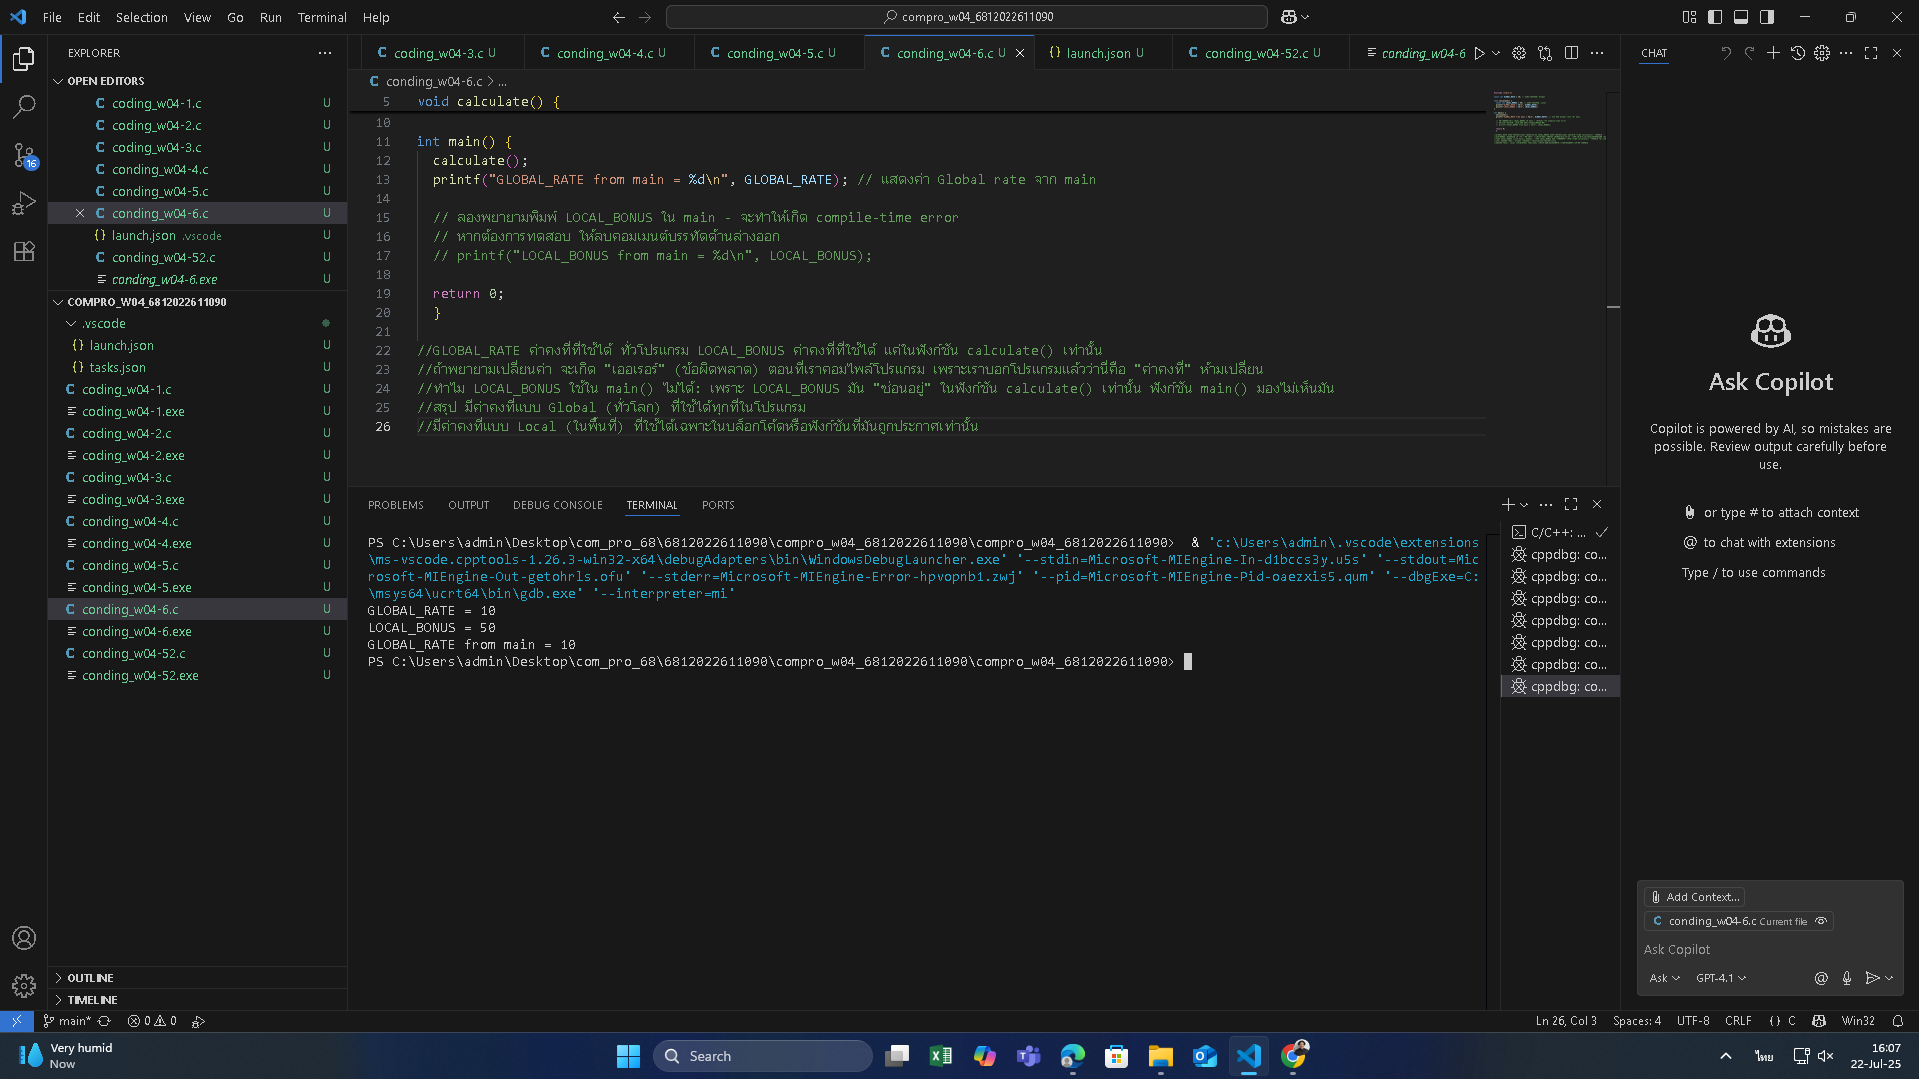 File Edit Selection View Go Run Terminal Help
compro_w04_6812022611090
EXPLORER
OPEN EDITORS
coding_w04-1.c U
coding_w04-2.c U
coding_w04-3.c U
conding_w04-4.c U
conding_w04-5.c U
conding_w04-6.c U
launch.json .vscode U
conding_w04-52.c U
conding_w04-6.exe U
COMPRO_W04_6812022611090
.vscode
launch.json U
tasks.json U
coding_w04-1.c U
coding_w04-1.exe U
coding_w04-2.c U
coding_w04-2.exe U
coding_w04-3.c U
coding_w04-3.exe U
conding_w04-4.c U
conding_w04-4.exe U
conding_w04-5.c U
conding_w04-5.exe U
conding_w04-6.c U
conding_w04-6.exe U
conding_w04-52.c U
conding_w04-52.exe U
OUTLINE
TIMELINE
coding_w04-3.c U conding_w04-4.c U conding_w04-5.c U conding_w04-6.c U launch.json U conding_w04-52.c U conding_w04-6
conding_w04-6.c > ...
5 void calculate() {
10
11 int main() {
12 calculate();
13 printf("GLOBAL_RATE from main = %d\n", GLOBAL_RATE); // แสดงค่า Global rate จาก main
14
15 // ลองพยายามพิมพ์ LOCAL_BONUS ใน main - จะทำให้เกิด compile-time error
16 // หากต้องการทดสอบ ให้ลบคอมเมนต์บรรทัดด้านล่างออก
17 // printf("LOCAL_BONUS from main = %d\n", LOCAL_BONUS);
18
19 return 0;
20 }
21
22 //GLOBAL_RATE ค่าคงที่ที่ใช้ได้ ทั่วโปรแกรม LOCAL_BONUS ค่าคงที่ที่ใช้ได้ แค่ในฟังก์ชัน calculate() เท่านั้น
23 //ถ้าพยายามเปลี่ยนค่า จะเกิด "เออเรอร์" (ข้อผิดพลาด) ตอนที่เราคอมไพล์โปรแกรม เพราะเราบอกโปรแกรมแล้วว่านี่คือ "ค่าคงที่" ห้ามเปลี่ยน
24 //ทำไม LOCAL_BONUS ใช้ใน main() ไม่ได้: เพราะ LOCAL_BONUS มัน "ซ่อนอยู่" ในฟังก์ชัน calculate() เท่านั้น ฟังก์ชัน main() มองไม่เห็นมัน
25 //สรุป มีค่าคงที่แบบ Global (ทั่วโลก) ที่ใช้ได้ทุกที่ในโปรแกรม
26 //มีค่าคงที่แบบ Local (ในพื้นที่) ที่ใช้ได้เฉพาะในบล็อกโค้ดหรือฟังก์ชันที่มันถูกประกาศเท่านั้น
PROBLEMS OUTPUT DEBUG CONSOLE TERMINAL PORTS
PS C:\Users\admin\Desktop\com_pro_68\6812022611090\compro_w04_6812022611090\compro_w04_6812022611090> & 'c:\Users\admin\.vscode\extensions
\ms-vscode.cpptools-1.26.3-win32-x64\debugAdapters\bin\WindowsDebugLauncher.exe' '--stdin=Microsoft-MIEngine-In-d1bccs3y.u5s' '--stdout=Mic
rosoft-MIEngine-Out-getohrls.ofu' '--stderr=Microsoft-MIEngine-Error-hpvopnb1.zwj' '--pid=Microsoft-MIEngine-Pid-oaezxis5.qum' '--dbgExe=C:
\msys64\ucrt64\bin\gdb.exe' '--interpreter=mi'
GLOBAL_RATE = 10
LOCAL_BONUS = 50
GLOBAL_RATE from main = 10
PS C:\Users\admin\Desktop\com_pro_68\6812022611090\compro_w04_6812022611090\compro_w04_6812022611090>
C/C++: ...
cppdbg: co...
cppdbg: co...
cppdbg: co...
cppdbg: co...
cppdbg: co...
cppdbg: co...
cppdbg: co...
CHAT
Ask Copilot
Copilot is powered by AI, so mistakes are
possible. Review output carefully before
use.
or type # to attach context
@ to chat with extensions
Type / to use commands
Add Context...
C conding_w04-6.c Current file
Ask Copilot
Ask GPT-4.1
16
main* 0 0
Ln 26, Col 3 Spaces: 4 UTF-8 CRLF {} C Win32
Very humid
Now
Search
ไทย
16:07
22-Jul-25